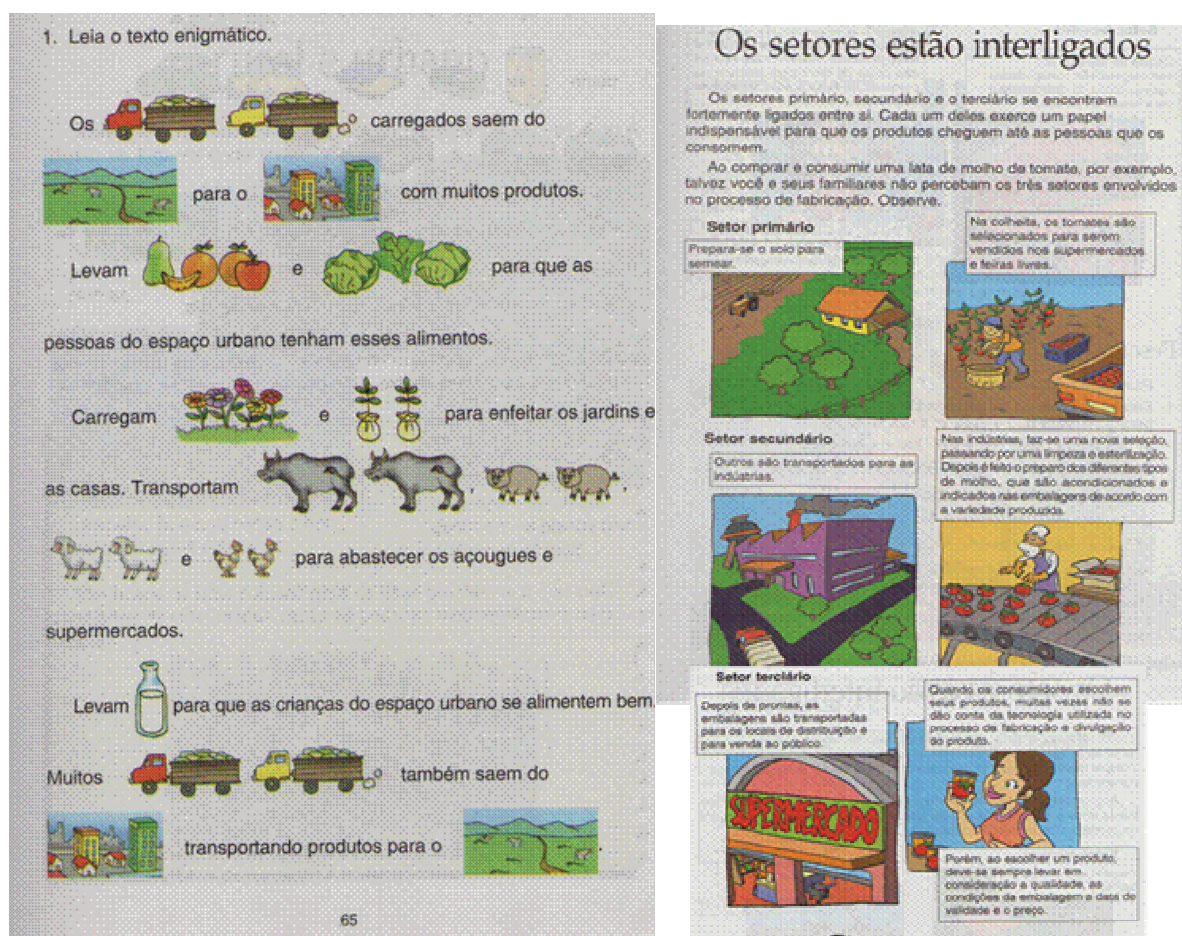 1. Leia o texto enigmático.
Os carregados saem do
para o com muitos produtos.
Levam e para que as
pessoas do espaço urbano tenham esses alimentos.
Carregam e para enfeitar os jardins e
as casas. Transportam , ,
e para abastecer os açougues e
supermercados.
Levam para que as crianças do espaço urbano se alimentem bem
Muitos também saem do
transportando produtos para o .
65
Os setores estão interligados
Os setores primário, secundário e o terciário se encontram
fortemente ligados entre si. Cada um deles exerce um papel
indispensável para que os produtos cheguem até as pessoas que os
consomem.
Ao comprar e consumir uma lata de molho de tomate, por exemplo,
talvez você e seus familiares não percebam os três setores envolvidos
no processo de fabricação. Observe.
Setor primário
Prepara-se o solo para
semear.
Na colheita, os tomates são
selecionados para serem
vendidos nos supermercados
e feiras livres.
Setor secundário
Outros são transportados para as
indústrias.
Nas indústrias, faz-se uma nova seleção,
passando por uma limpeza e esterilização.
Depois é feito o preparo dos diferentes tipos
de molho, que são acondicionados e
indicados nas embalagens de acordo com
a variedade produzida.
Setor terciário
Depois de prontas, as
embalagens são transportadas
para os locais de distribuição e
para venda ao público.
SUPERMERCADO
Quando os consumidores escolhem
seus produtos, muitas vezes não se
dão conta da tecnologia utilizada no
processo de fabricação e divulgação
do produto.
Porém, ao escolher um produto,
deve-se sempre levar em
consideração a qualidade, as
condições da embalagem a data de
validade e o preço.